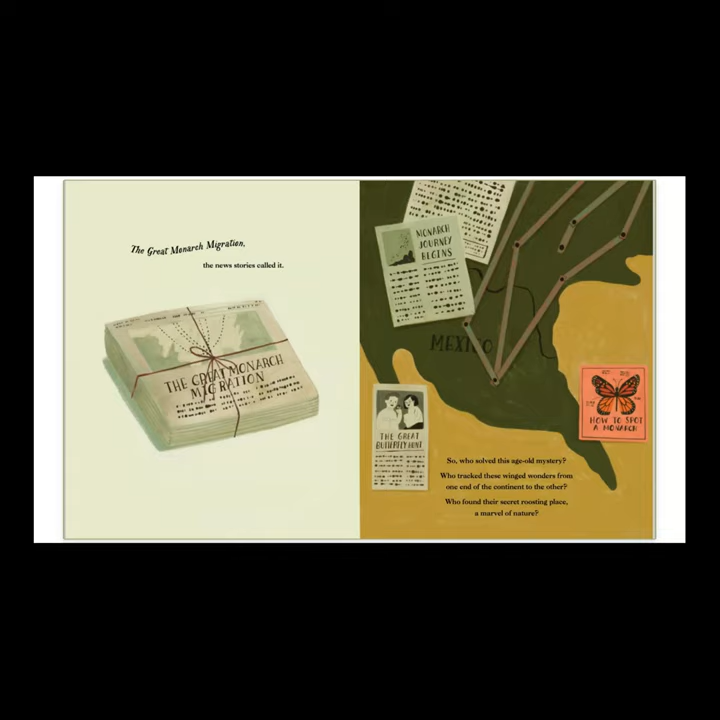 The Great Monarch Migration,
the news stories called it.
THE GREAT MONARCH
MIGRATION
MONARCH
JOURNEY
BEGINS
MEXICO
THE GREAT
BUTTERFLY HUNT
HOW TO SPOT
A MONARCH
So, who solved this age-old mystery?
Who tracked these winged wonders from
one end of the continent to the other?
Who found their secret roosting place,
a marvel of nature?